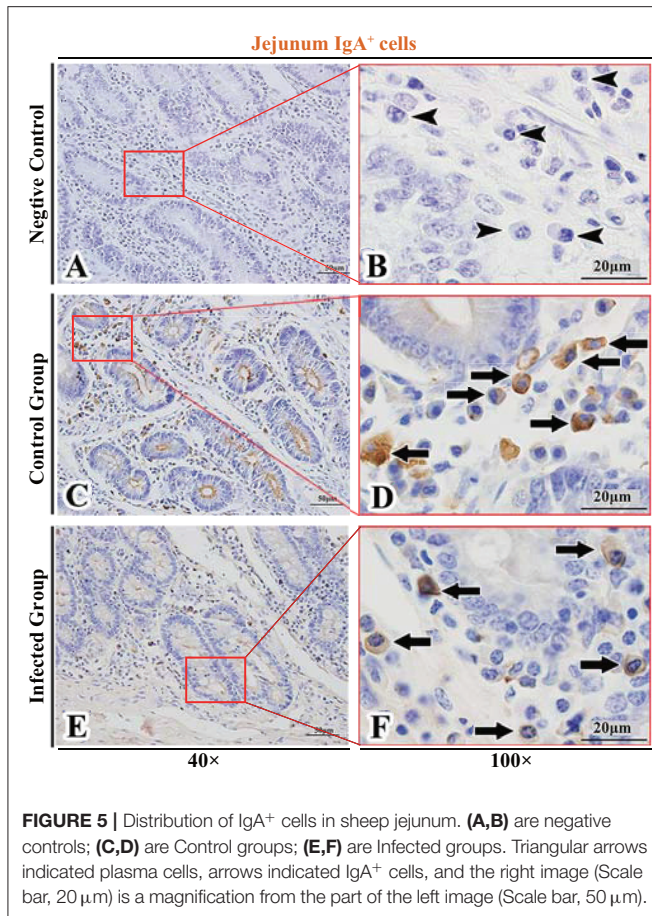 Jejunum IgA+ cells
Negtive Control
A
50μm
B
20μm
Control Group
C
50μm
D
20μm
Infected Group
E
50μm
F
20μm
40×
100×
FIGURE 5 | Distribution of IgA+ cells in sheep jejunum. (A,B) are negative
controls; (C,D) are Control groups; (E,F) are Infected groups. Triangular arrows
indicated plasma cells, arrows indicated IgA+ cells, and the right image (Scale
bar, 20 μm) is a magnification from the part of the left image (Scale bar, 50 μm).